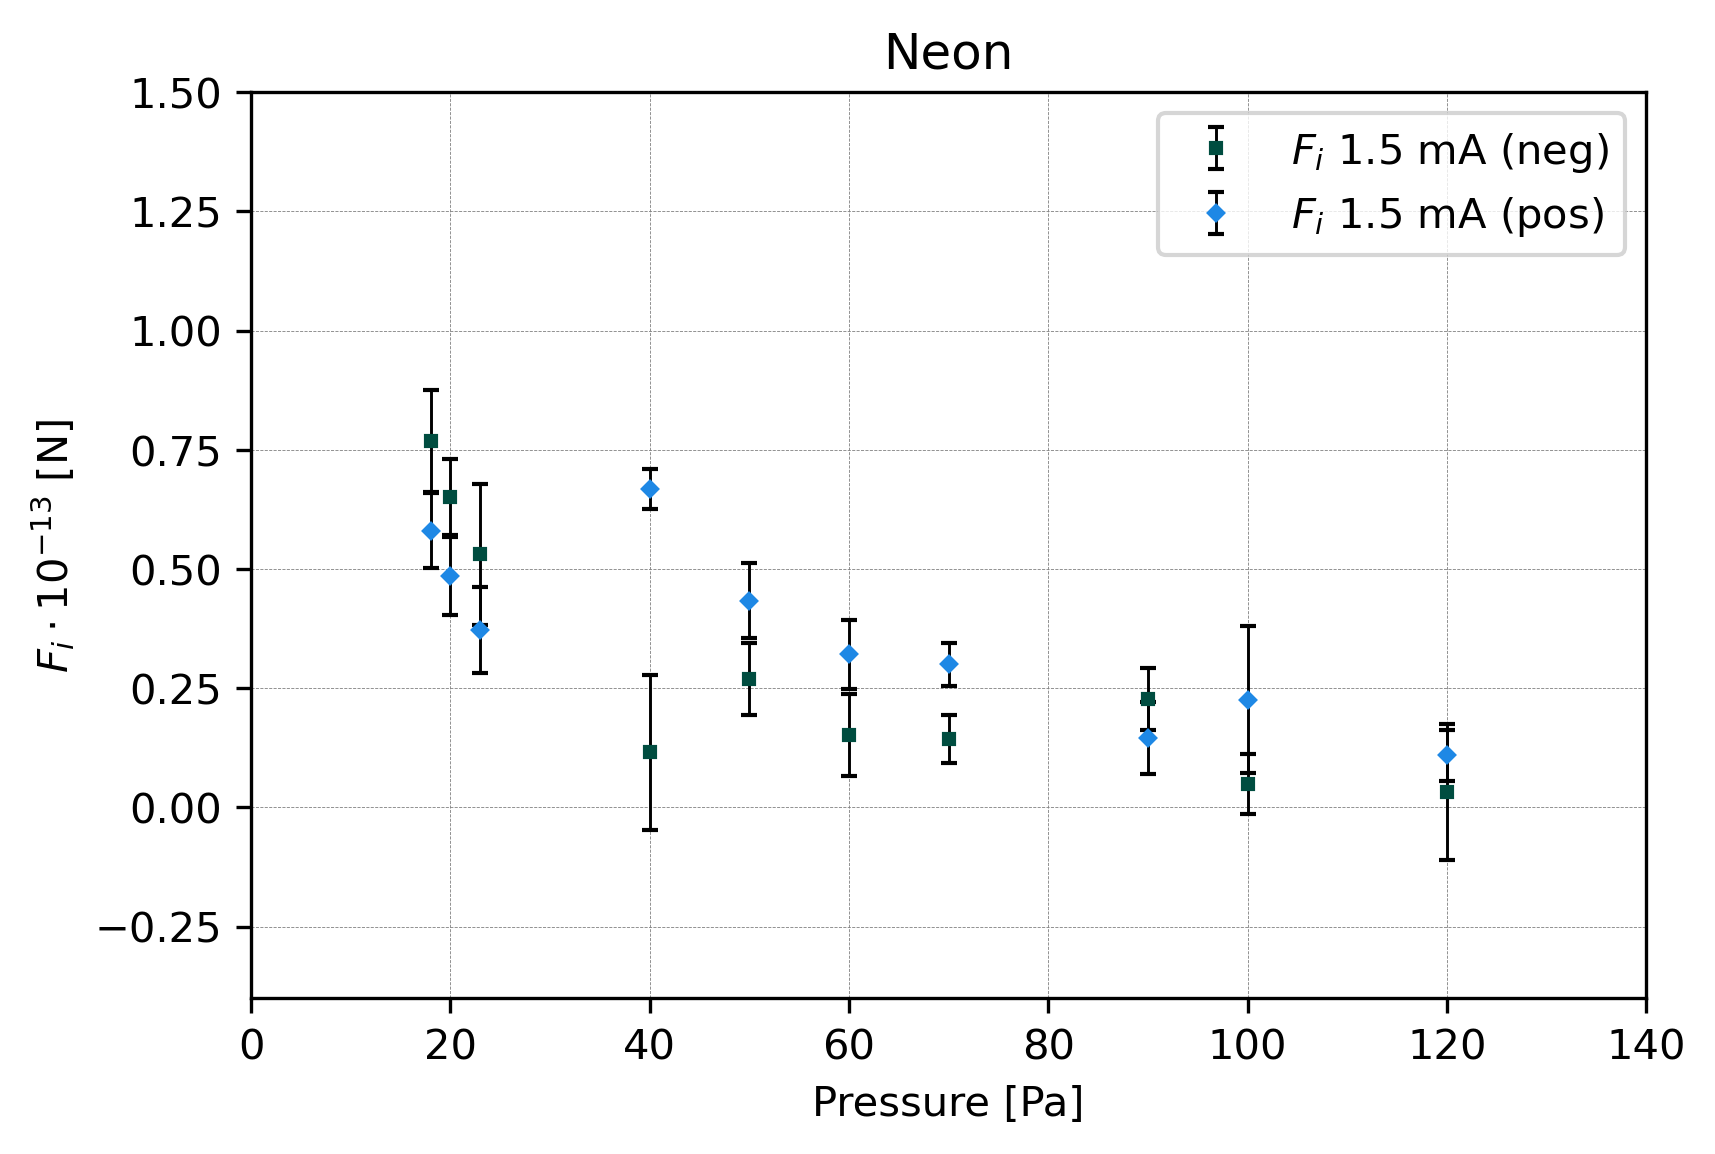 Neon
1.50
1.25
1.00
0.75
0.50
0.25
0.00
−0.25
F_i · 10^{−13} [N]
F_i 1.5 mA (neg)
F_i 1.5 mA (pos)
0 20 40 60 80 100 120 140
Pressure [Pa]